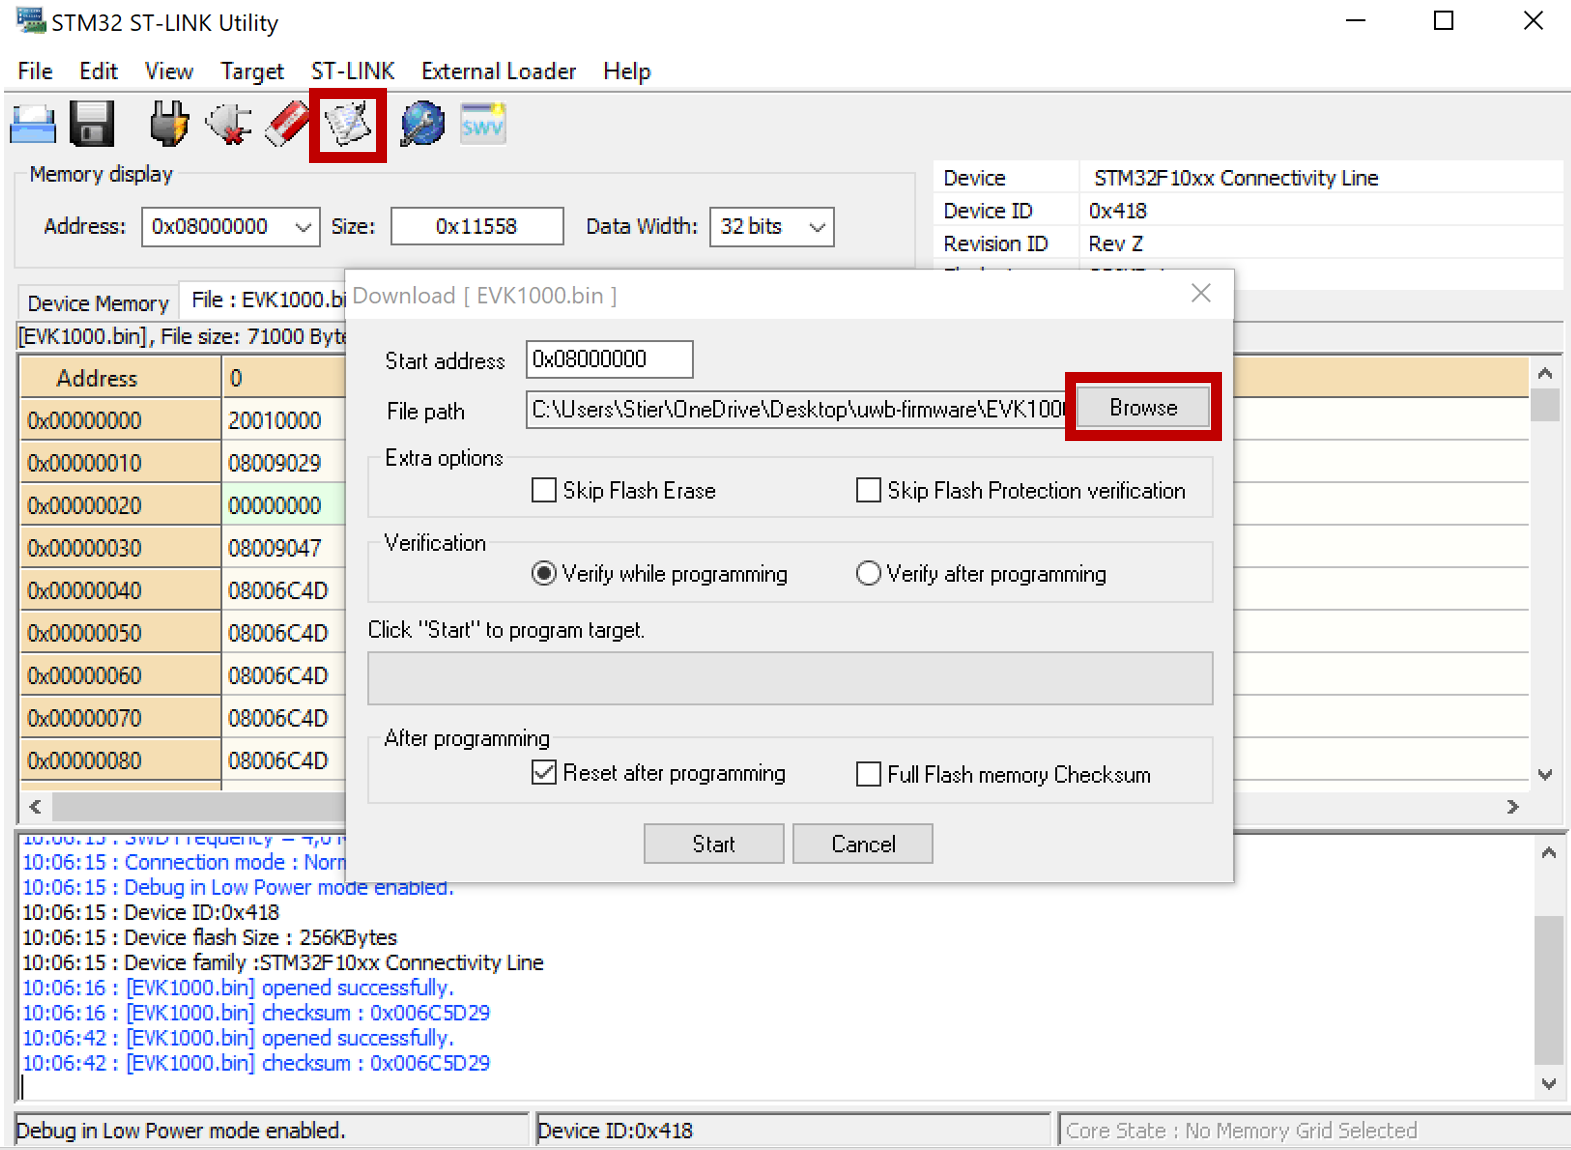 STM32 ST-LINK Utility
File Edit View Target ST-LINK External Loader Help
SWV
Memory display
Address: 0x08000000 Size: 0x11558 Data Width: 32 bits
Device STM32F10xx Connectivity Line
Device ID 0x418
Revision ID Rev Z
Device Memory File : EVK1000.bi
[EVK1000.bin], File size: 71000 Byte
Address 0
0x00000000 20010000
0x00000010 08009029
0x00000020 00000000
0x00000030 08009047
0x00000040 08006C4D
0x00000050 08006C4D
0x00000060 08006C4D
0x00000070 08006C4D
0x00000080 08006C4D
Download [ EVK1000.bin ]
Start address 0x08000000
File path C:\Users\Stier\OneDrive\Desktop\uwb-firmware\EVK100 Browse
Extra options
Skip Flash Erase Skip Flash Protection verification
Verification
Verify while programming Verify after programming
Click "Start" to program target.
After programming
Reset after programming Full Flash memory Checksum
Start Cancel
10:06:15 : SWD Frequency = 4,0
10:06:15 : Connection mode : Norm
10:06:15 : Debug in Low Power mode enabled.
10:06:15 : Device ID:0x418
10:06:15 : Device flash Size : 256KBytes
10:06:15 : Device family :STM32F10xx Connectivity Line
10:06:16 : [EVK1000.bin] opened successfully.
10:06:16 : [EVK1000.bin] checksum : 0x006C5D29
10:06:42 : [EVK1000.bin] opened successfully.
10:06:42 : [EVK1000.bin] checksum : 0x006C5D29
Debug in Low Power mode enabled. Device ID:0x418 Core State : No Memory Grid Selected